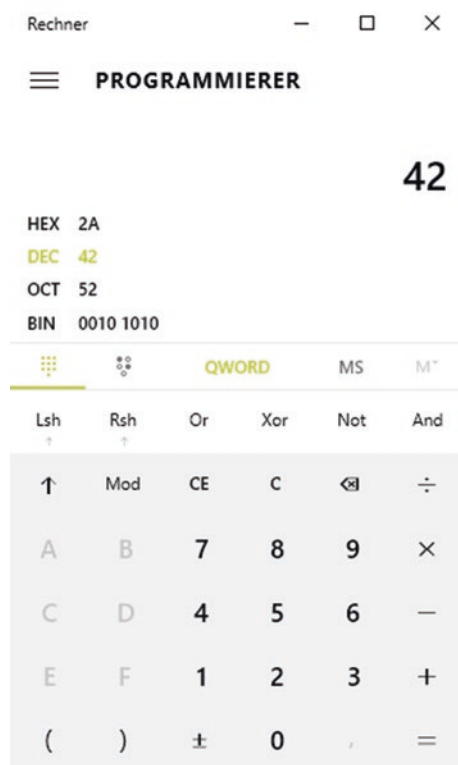 Rechner
PROGRAMMIERER
42
HEX 2A
DEC 42
OCT 52
BIN 0010 1010
QWORD MS M˅
Lsh Rsh Or Xor Not And
↑ Mod CE C ⌫ ÷
A B 7 8 9 ×
C D 4 5 6 −
E F 1 2 3 +
( ) ± 0 , =